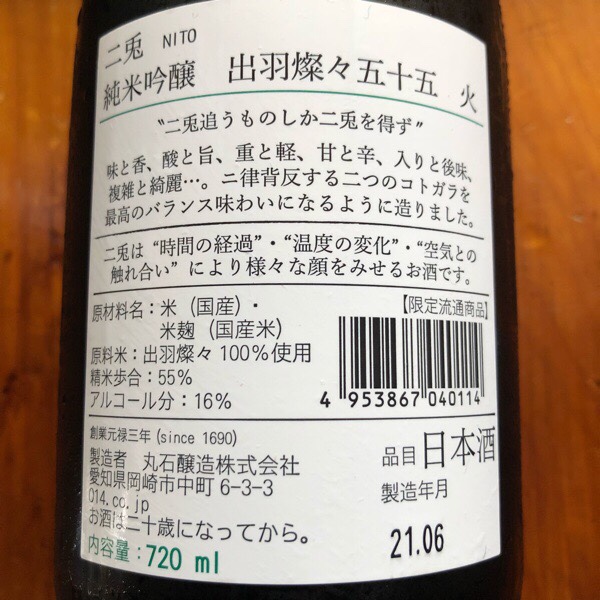 二兎 NITO
純米吟醸 出羽燦々五十五 火
"二兎追うものしか二兎を得ず"
味と香、酸と旨、重と軽、甘と辛、入りと後味、
複雑と綺麗…。二律背反する二つのコトガラを
最高のバランス味わいになるように造りました。
二兎は "時間の経過"・"温度の変化"・"空気との
触れ合い" により様々な顔をみせるお酒です。
原材料名：米（国産）・
米麹（国産米）
【限定流通商品】
原料米：出羽燦々100％使用
精米歩合：55％
アルコール分：16％
4 953867 040114
創業元禄三年 (since 1690)
製造者 丸石醸造株式会社
愛知県岡崎市中町 6-3-3
014.co.jp
お酒は二十歳になってから。
内容量：720 ml
品目 日本酒
製造年月
21.06